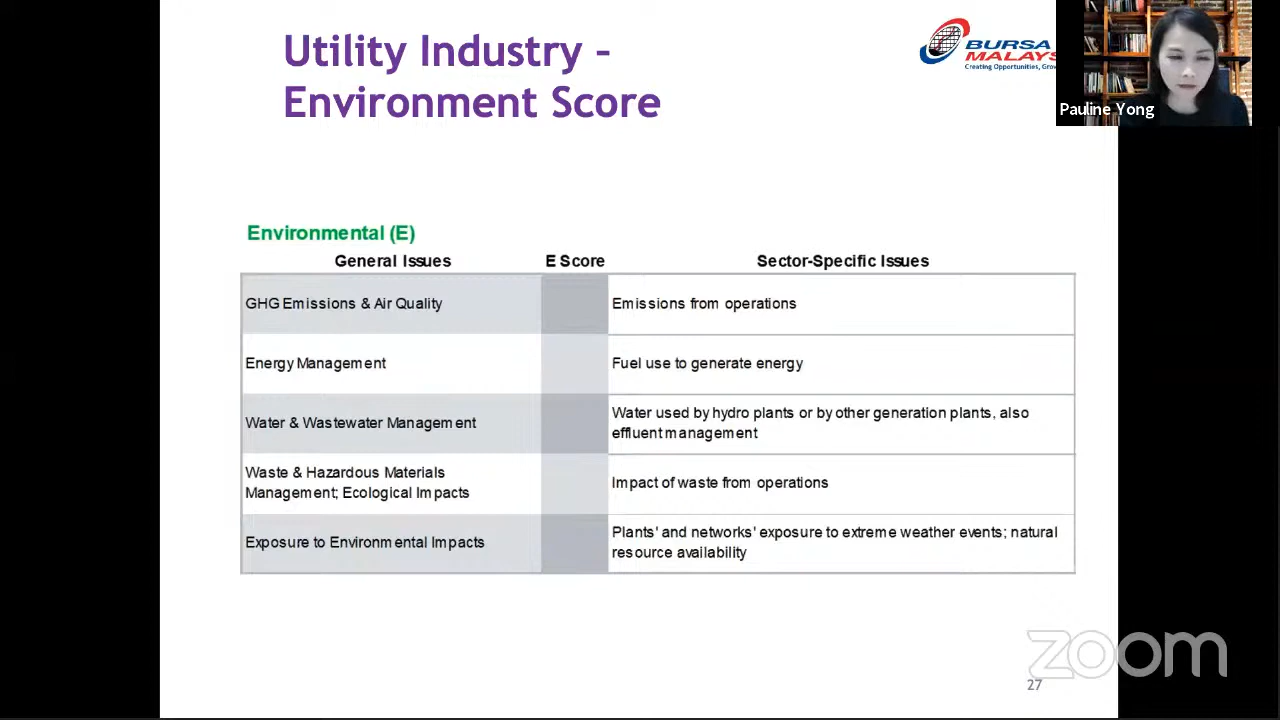 Utility Industry –
Environment Score
BURSA
MALAYS
Creating Opportunities, Grow
Pauline Yong
Environmental (E)
General Issues E Score Sector-Specific Issues
GHG Emissions & Air Quality Emissions from operations
Energy Management Fuel use to generate energy
Water & Wastewater Management Water used by hydro plants or by other generation plants, also
effluent management
Waste & Hazardous Materials
Management; Ecological Impacts Impact of waste from operations
Exposure to Environmental Impacts Plants' and networks' exposure to extreme weather events; natural
resource availability
zoom
27